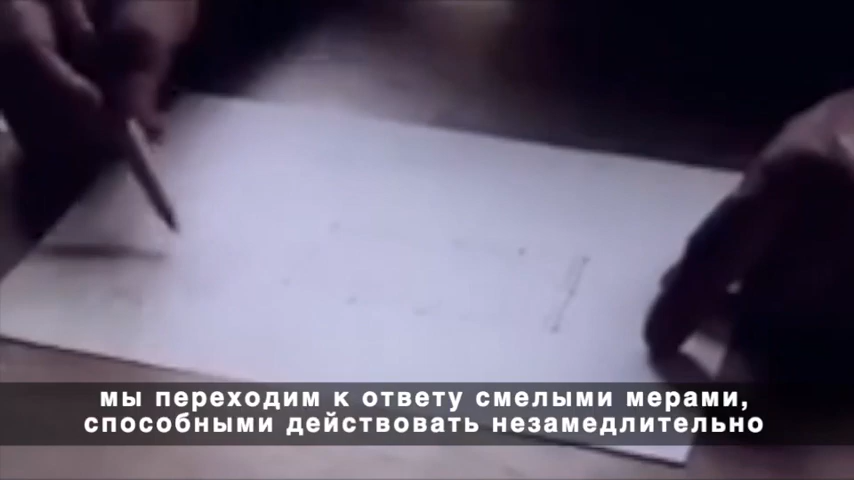 мы переходим к ответу смелыми мерами,
способными действовать незамедлительно